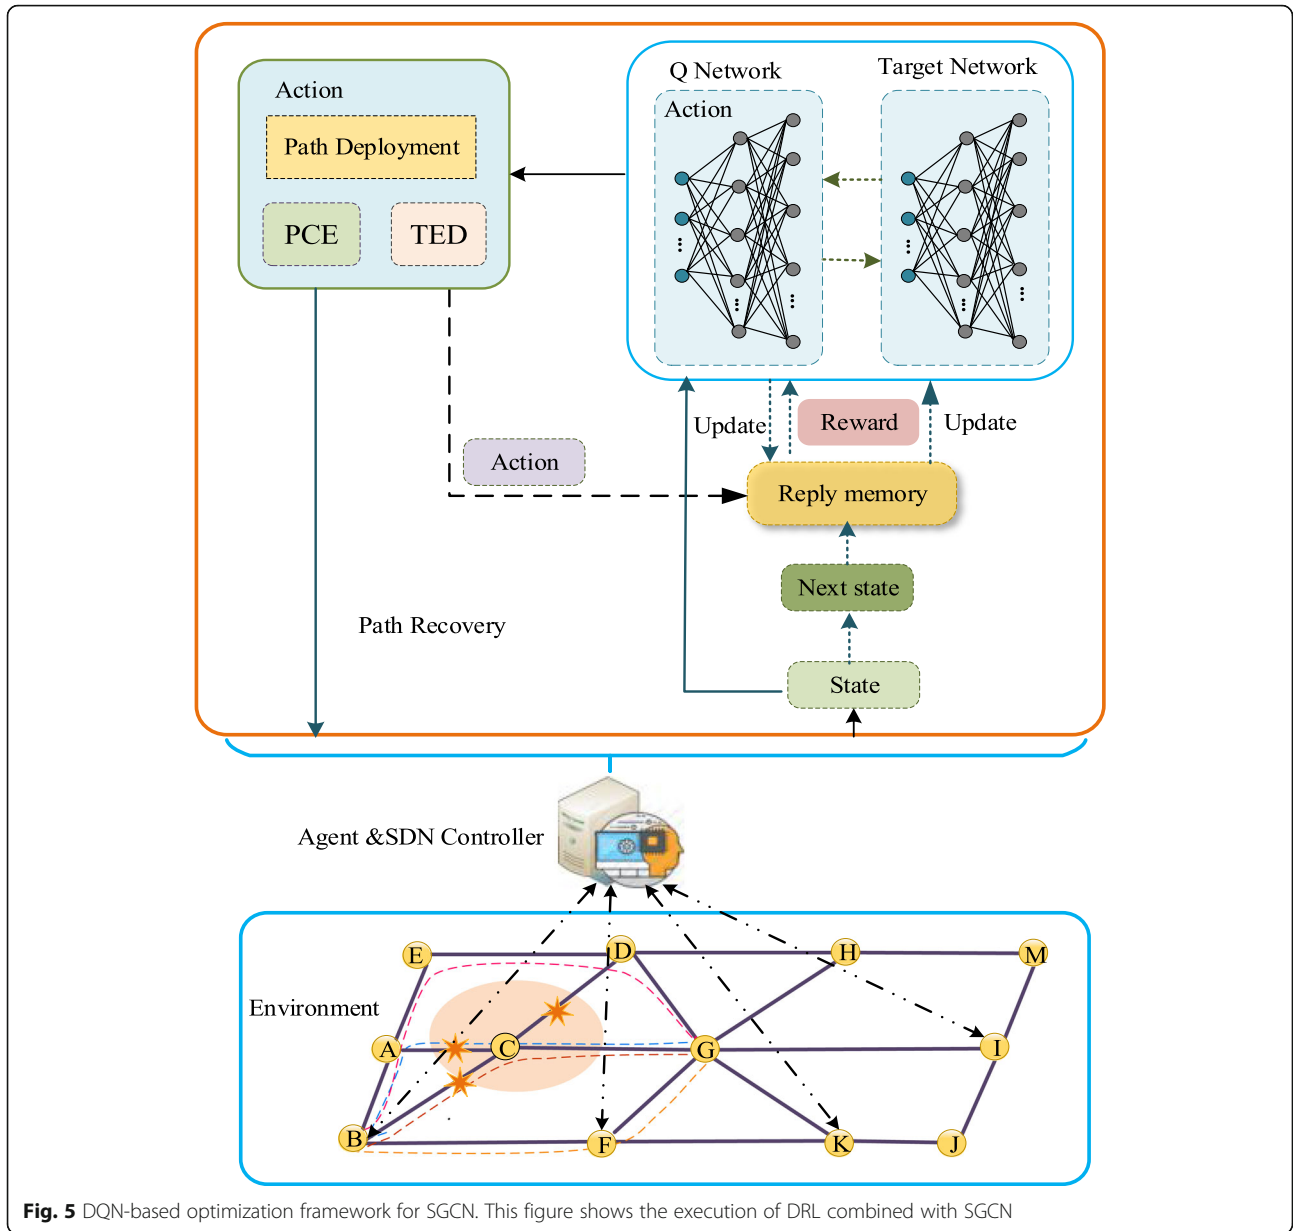 Q Network
Target Network
Action
Path Deployment
PCE
TED
Action
Update
Reward
Update
Action
Reply memory
Next state
Path Recovery
State
Agent &SDN Controller
Environment
E
D
H
M
A
C
G
I
B
F
K
J
Fig. 5 DQN-based optimization framework for SGCN. This figure shows the execution of DRL combined with SGCN